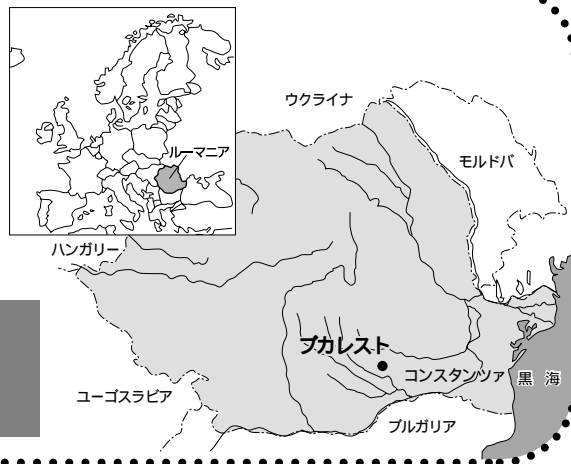 ウクライナ
ルーマニア
モルドバ
ハンガリー
ブカレスト
コンスタンツァ
黒 海
ユーゴスラビア
ブルガリア